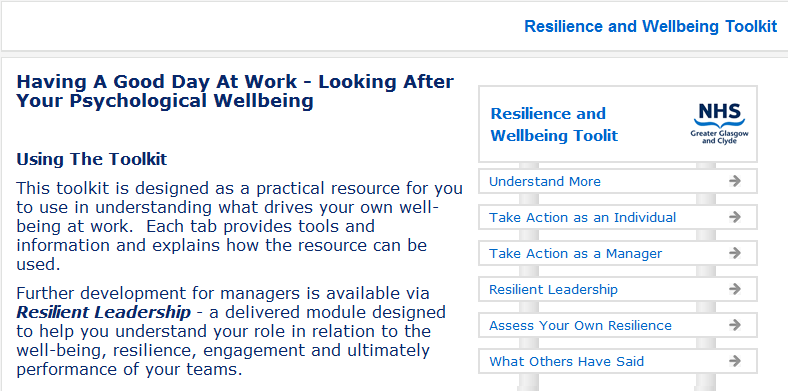 Resilience and Wellbeing Toolkit
Having A Good Day At Work - Looking After
Your Psychological Wellbeing
Using The Toolkit
This toolkit is designed as a practical resource for you
to use in understanding what drives your own well-
being at work.  Each tab provides tools and
information and explains how the resource can be
used.
Further development for managers is available via
Resilient Leadership - a delivered module designed
to help you understand your role in relation to the
well-being, resilience, engagement and ultimately
performance of your teams.
Resilience and
Wellbeing Toolit
NHS
Greater Glasgow
and Clyde
Understand More
Take Action as an Individual
Take Action as a Manager
Resilient Leadership
Assess Your Own Resilience
What Others Have Said